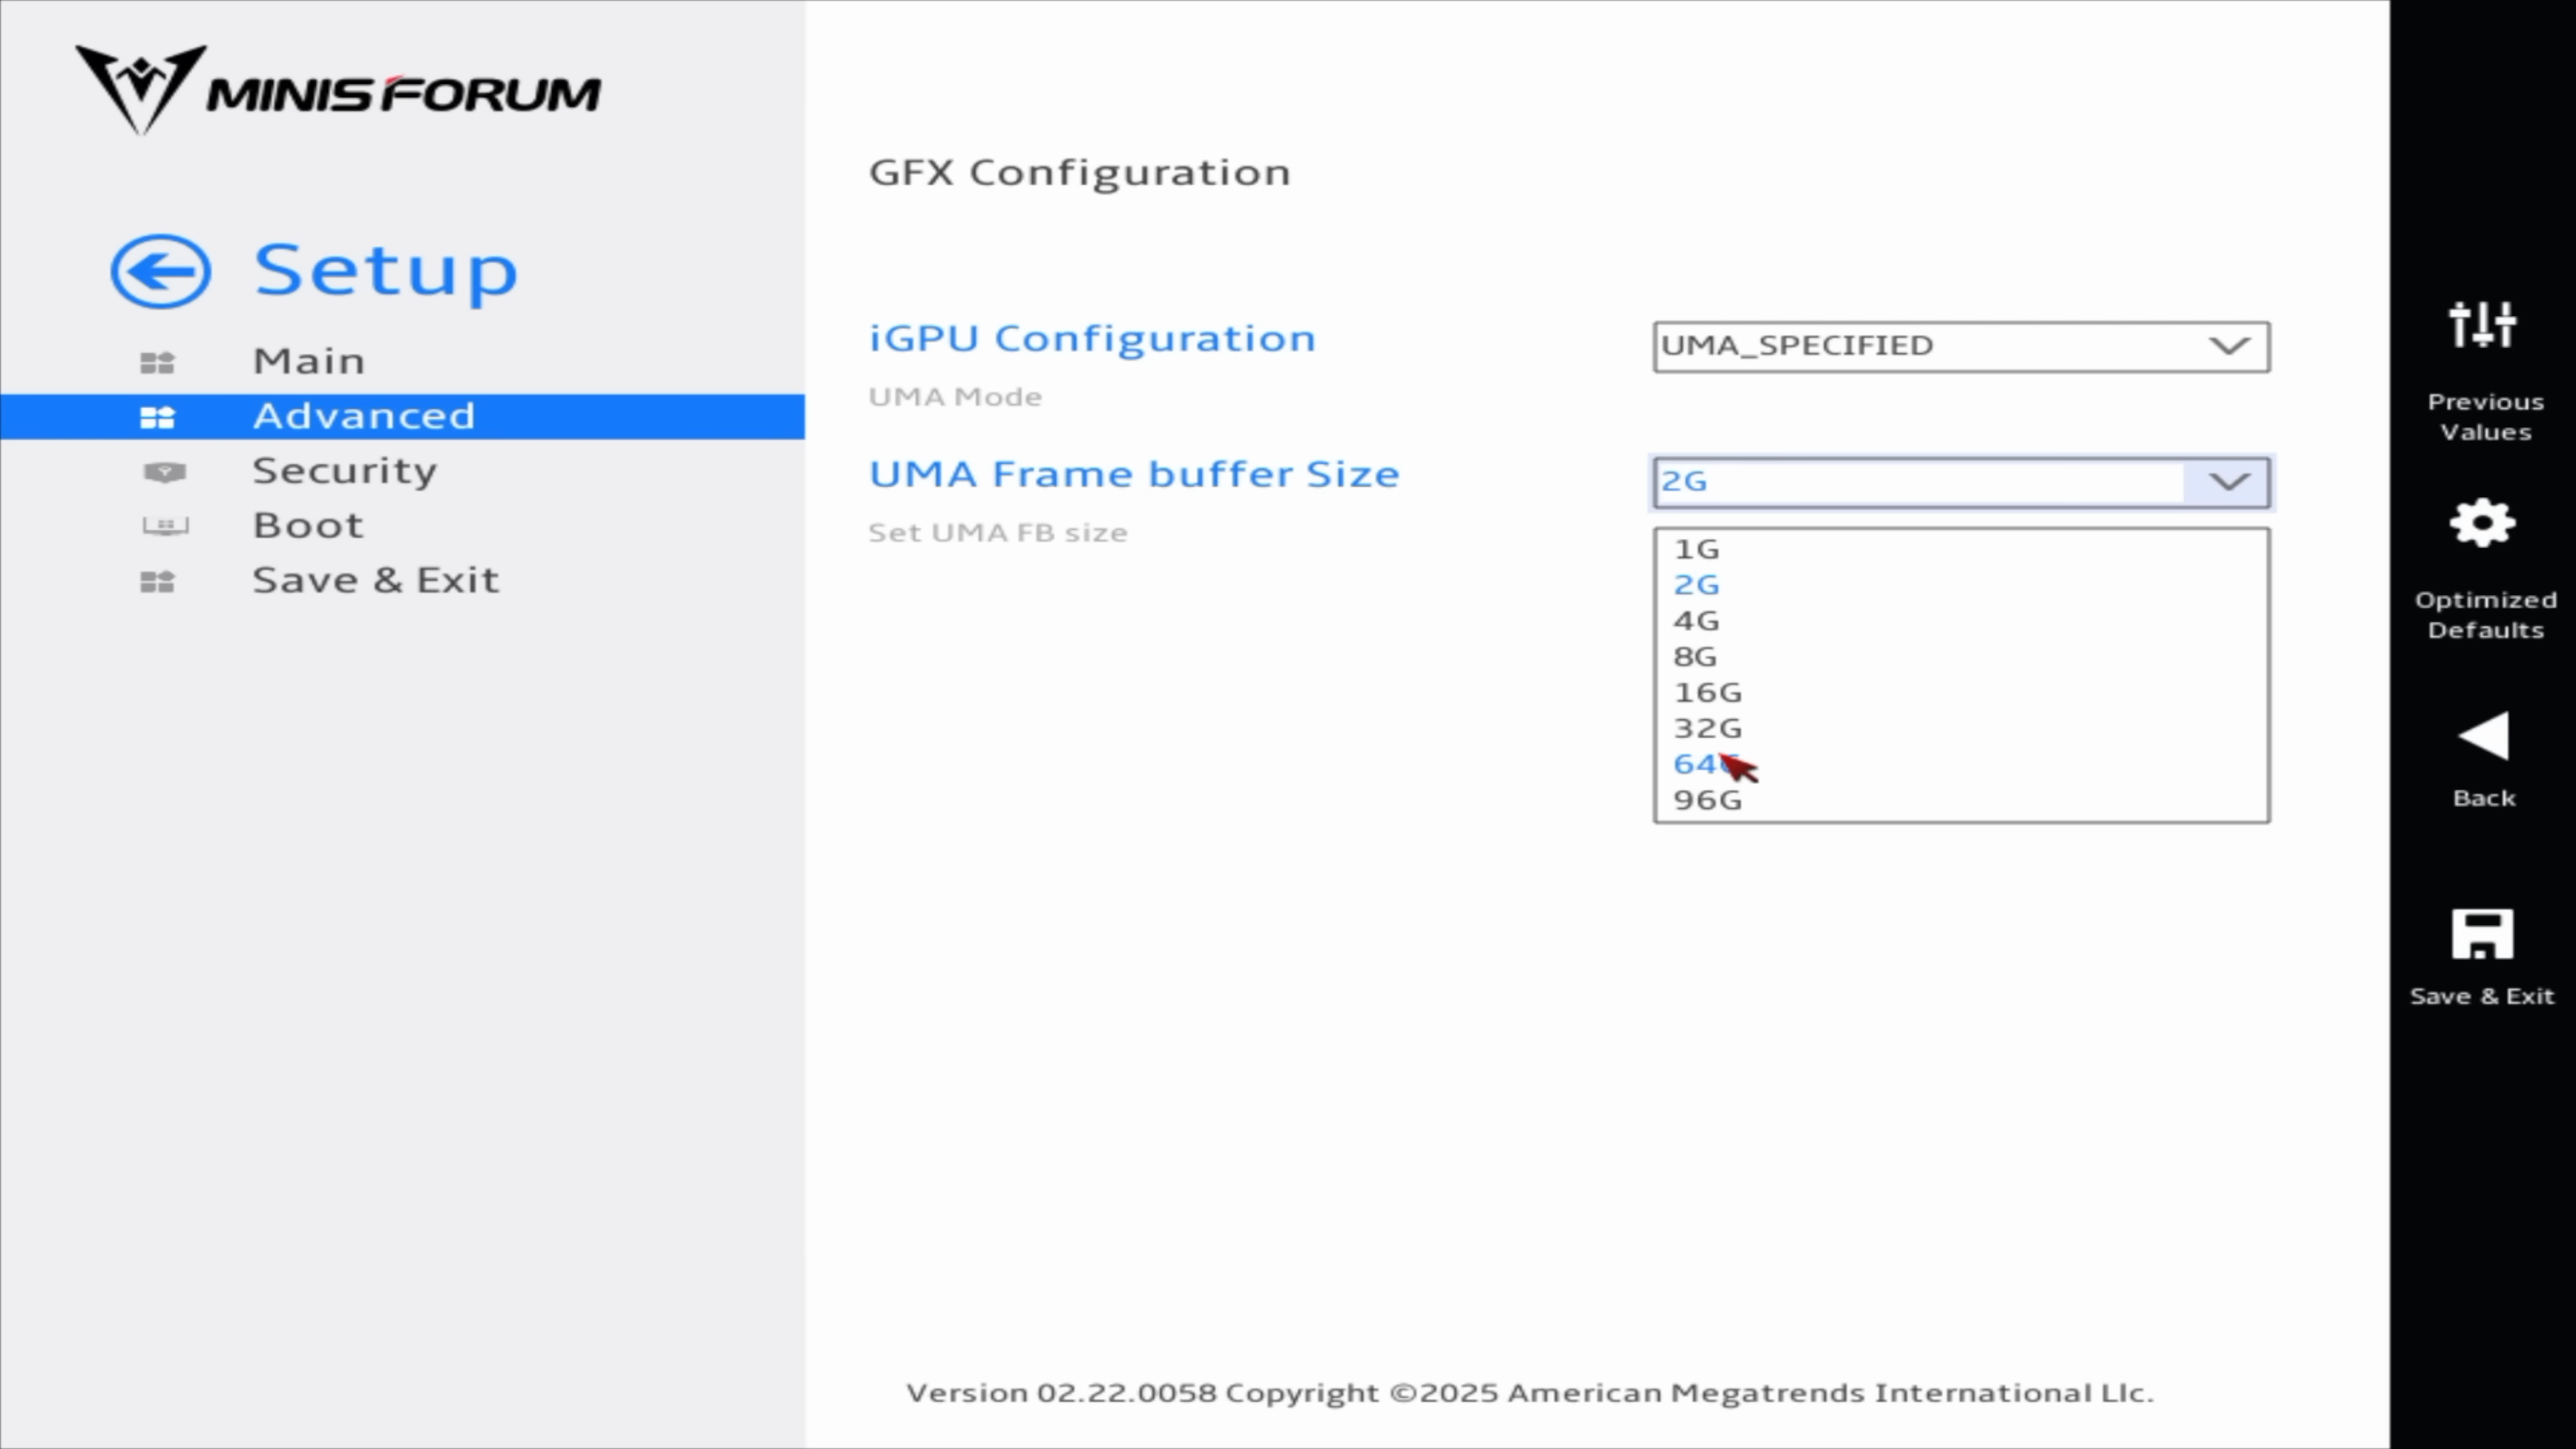 MINISFORUM
Setup
Main
Advanced
Security
Boot
Save & Exit
GFX Configuration
iGPU Configuration
UMA_SPECIFIED
UMA Mode
UMA Frame buffer Size
2G
Set UMA FB size
1G
2G
4G
8G
16G
32G
64G
96G
Previous
Values
Optimized
Defaults
Back
Save & Exit
Version 02.22.0058 Copyright ©2025 American Megatrends International Llc.